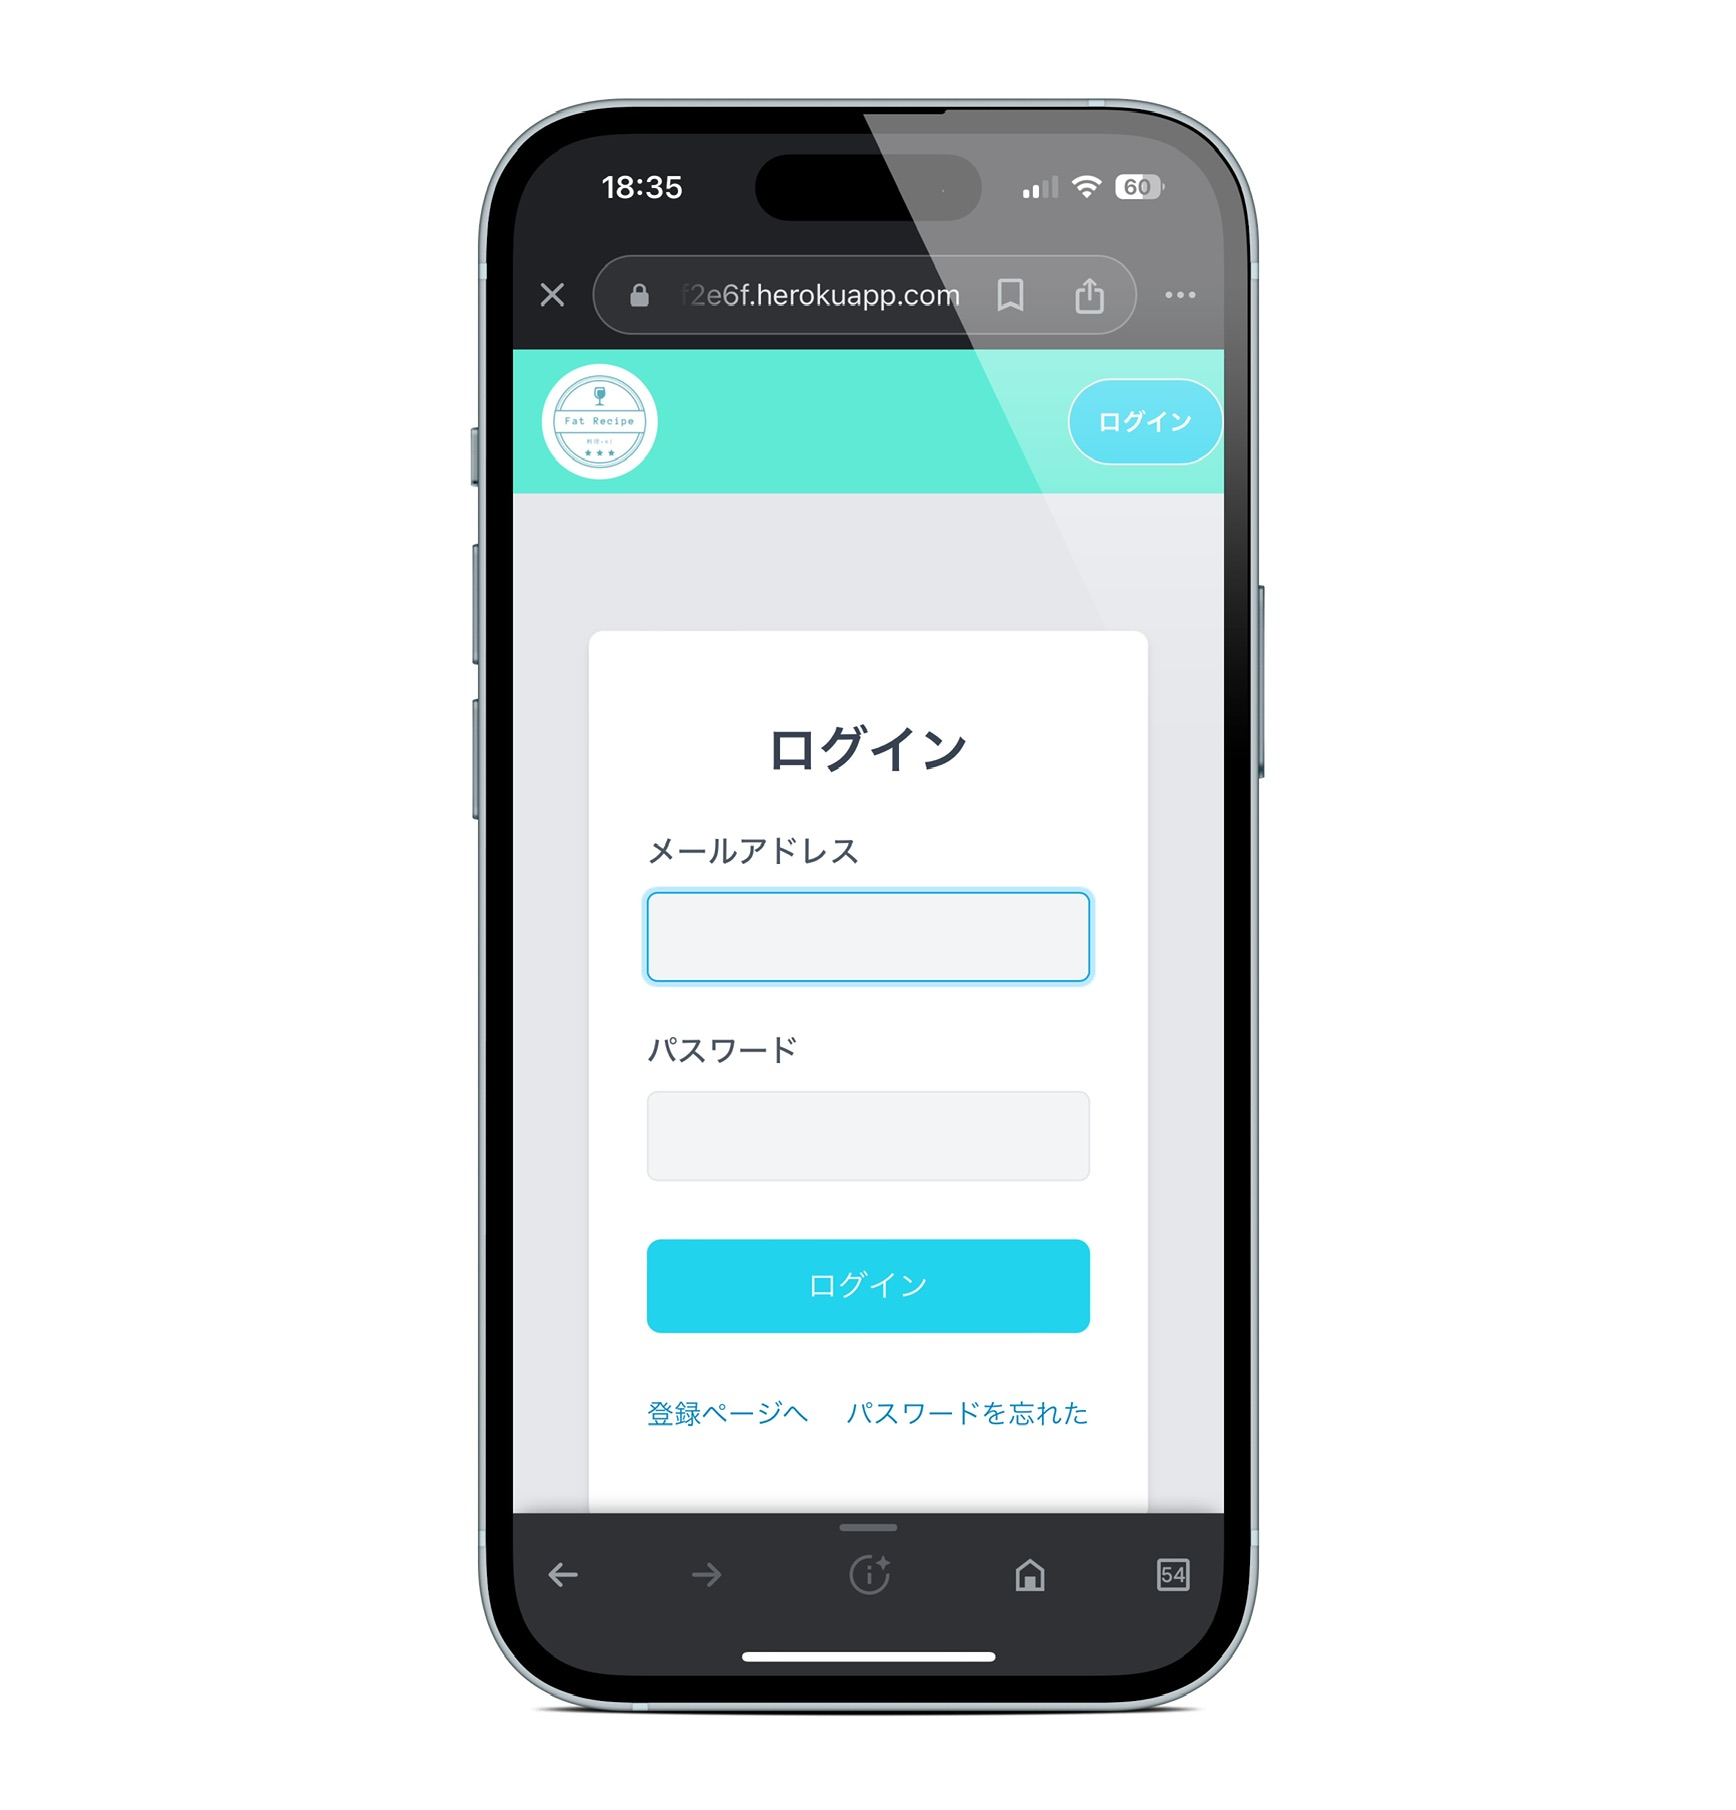 18:35
60
f2e6f.herokuapp.com
Fat Recipe
ログイン
ログイン
メールアドレス
パスワード
ログイン
登録ページへ パスワードを忘れた
54